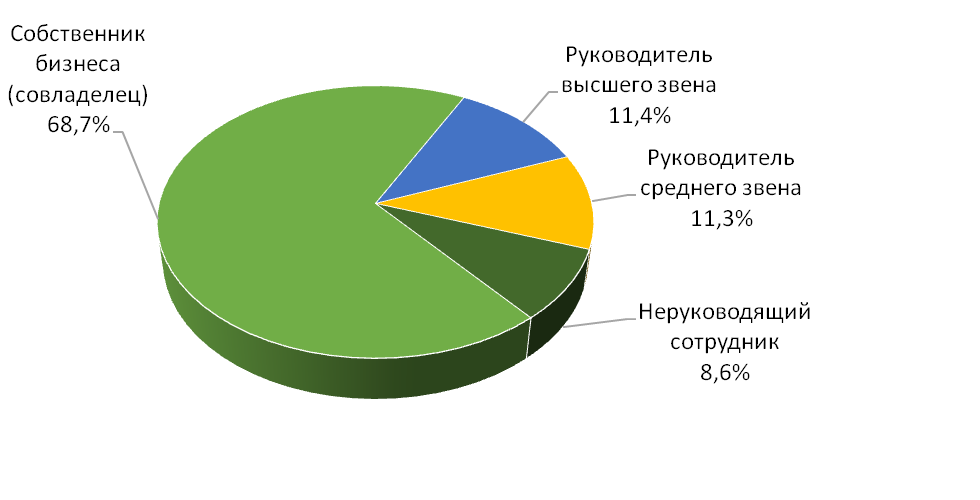 Собственник
бизнеса
(совладелец)
68,7%
Руководитель
высшего звена
11,4%
Руководитель
среднего звена
11,3%
Неруководящий
сотрудник
8,6%